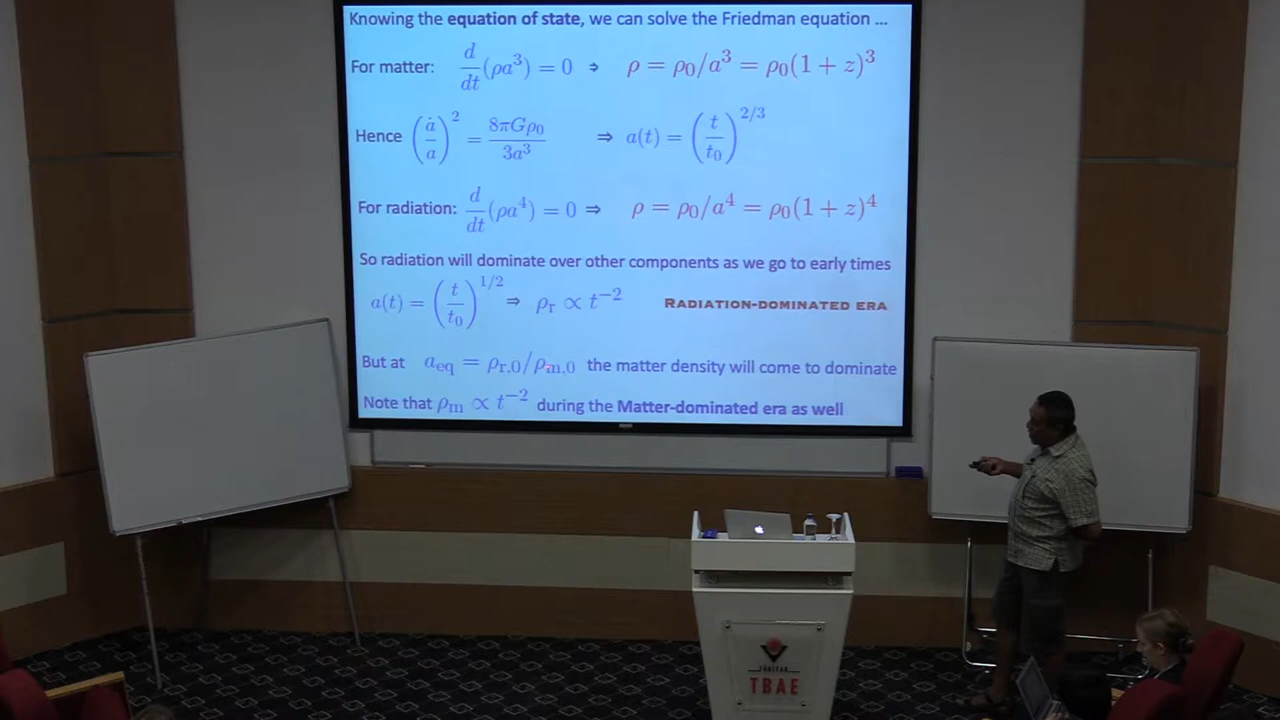 Knowing the equation of state, we can solve the Friedman equation ...
For matter: d/dt(ρa³) = 0 ⇒ ρ = ρ₀/a³ = ρ₀(1 + z)³
Hence (ȧ/a)² = 8πGρ₀/3a³ ⇒ a(t) = (t/t₀)^{2/3}
For radiation: d/dt(ρa⁴) = 0 ⇒ ρ = ρ₀/a⁴ = ρ₀(1 + z)⁴
So radiation will dominate over other components as we go to early times
a(t) = (t/t₀)^{1/2} ⇒ ρ_r ∝ t⁻² RADIATION-DOMINATED ERA
But at a_eq = ρ_{r,0}/ρ_{m,0} the matter density will come to dominate
Note that ρ_m ∝ t⁻² during the Matter-dominated era as well
TÜBİTAK
TBAE